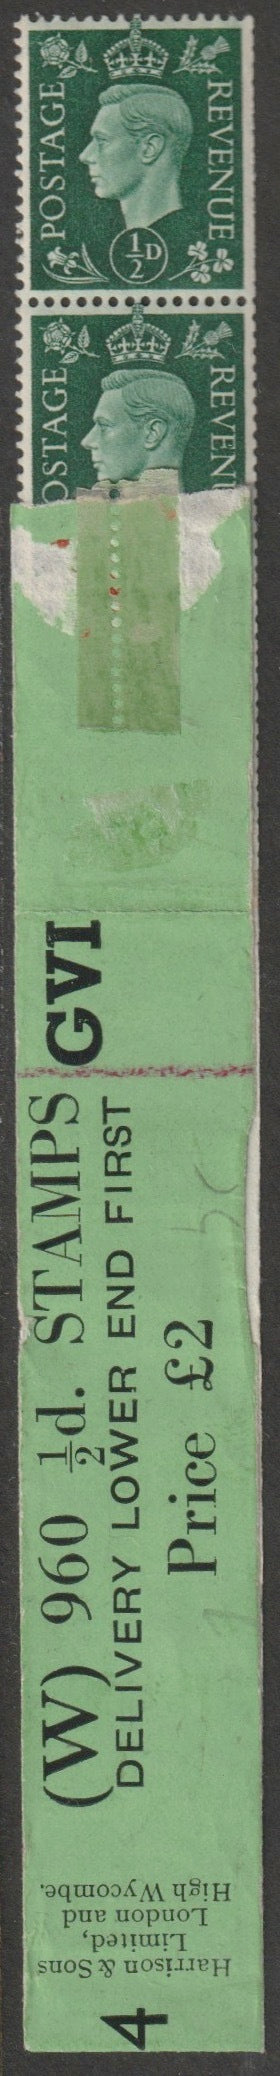 POSTAGE REVENUE
½D
POSTAGE REVENUE
GVI
(W) 960 ½d. STAMPS
DELIVERY LOWER END FIRST
Price £2
Harrison & Sons
Limited,
London and
High Wycombe.
4